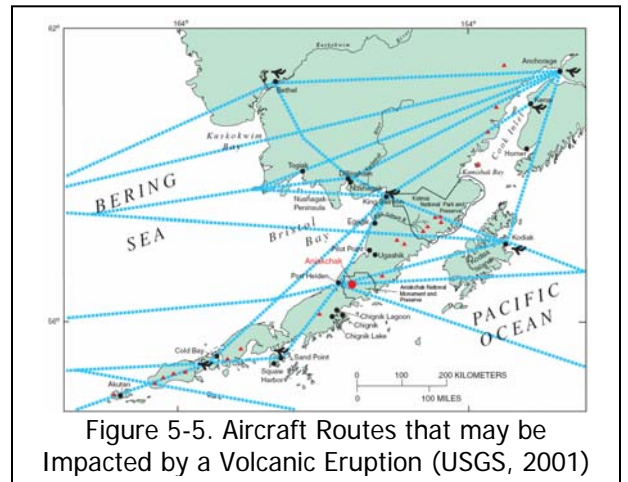 164°
154°
62°
Kuskokwim
River
Anchorage
Bethel
Kenai
Cook Inlet
Kuskokwim
Bay
Homer
Togiak
Dillingham
Kamishak Bay
BERING
SEA
Nushagak
Peninsula
Naknek
King Salmon
Katmai
National Park and
Preserve
Bristol
Bay
Egegik
Kodiak
Pilot Point
Ugashik
Aniakchak
Port Heiden
Aniakchak National
Monument and
Preserve
PACIFIC
OCEAN
54°
Chignik Lagoon
Chignik
Chignik Lake
Cold Bay
Sand Point
Squaw
Harbor
Akutan
0 100 200 KILOMETERS
0 100 MILES
Figure 5-5. Aircraft Routes that may be
Impacted by a Volcanic Eruption (USGS, 2001)